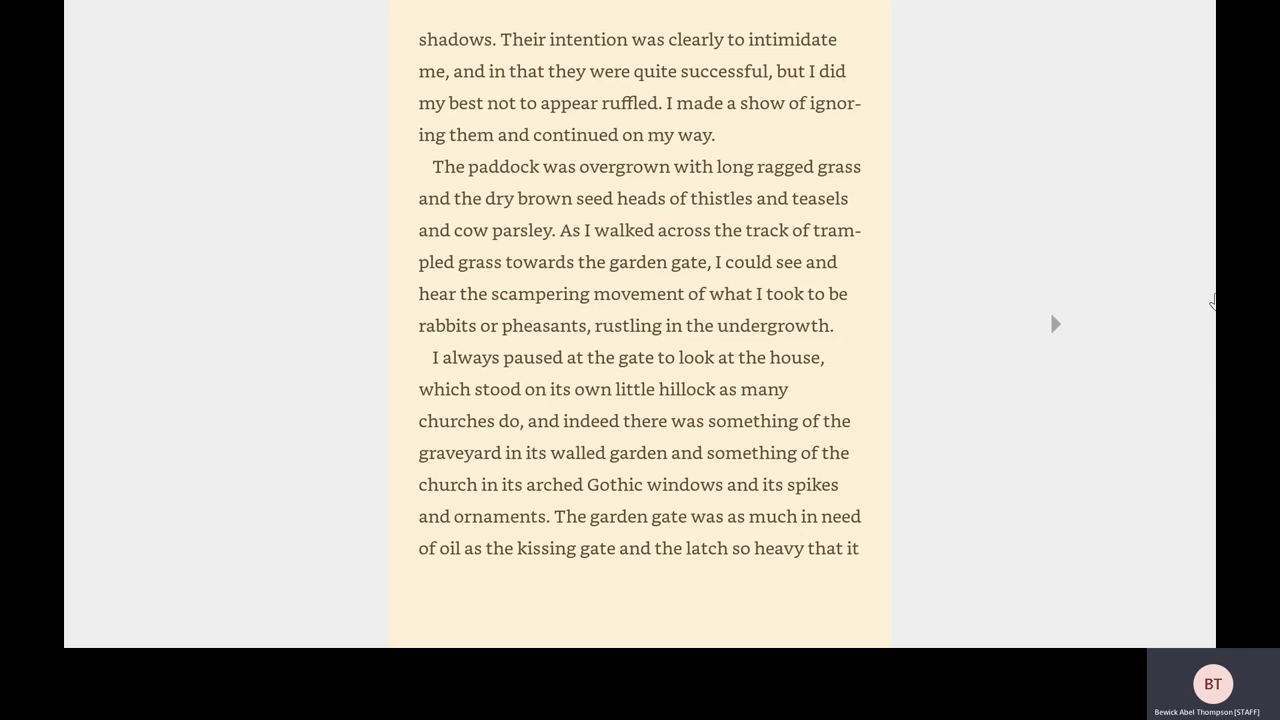 shadows. Their intention was clearly to intimidate
me, and in that they were quite successful, but I did
my best not to appear ruffled. I made a show of ignor-
ing them and continued on my way.
The paddock was overgrown with long ragged grass
and the dry brown seed heads of thistles and teasels
and cow parsley. As I walked across the track of tram-
pled grass towards the garden gate, I could see and
hear the scampering movement of what I took to be
rabbits or pheasants, rustling in the undergrowth.
I always paused at the gate to look at the house,
which stood on its own little hillock as many
churches do, and indeed there was something of the
graveyard in its walled garden and something of the
church in its arched Gothic windows and its spikes
and ornaments. The garden gate was as much in need
of oil as the kissing gate and the latch so heavy that it
BT
Bewick Abel Thompson [STAFF]